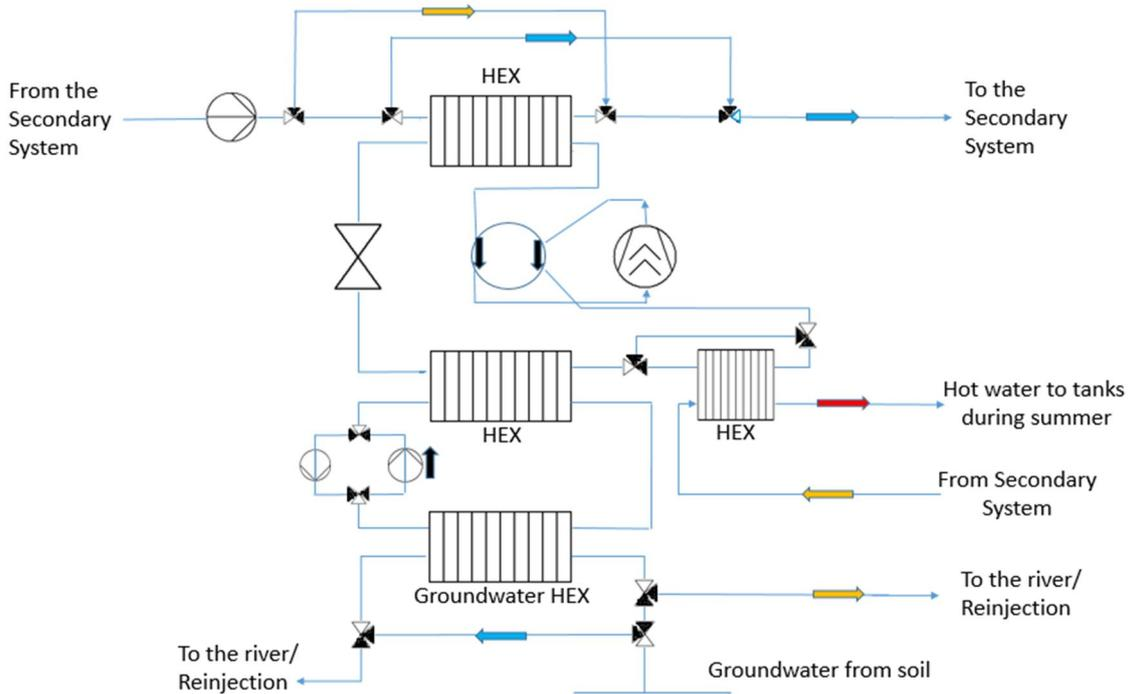 From the
Secondary
System
HEX
To the
Secondary
System
HEX
HEX
Hot water to tanks
during summer
From Secondary
System
Groundwater HEX
To the river/
Reinjection
To the river/
Reinjection
Groundwater from soil